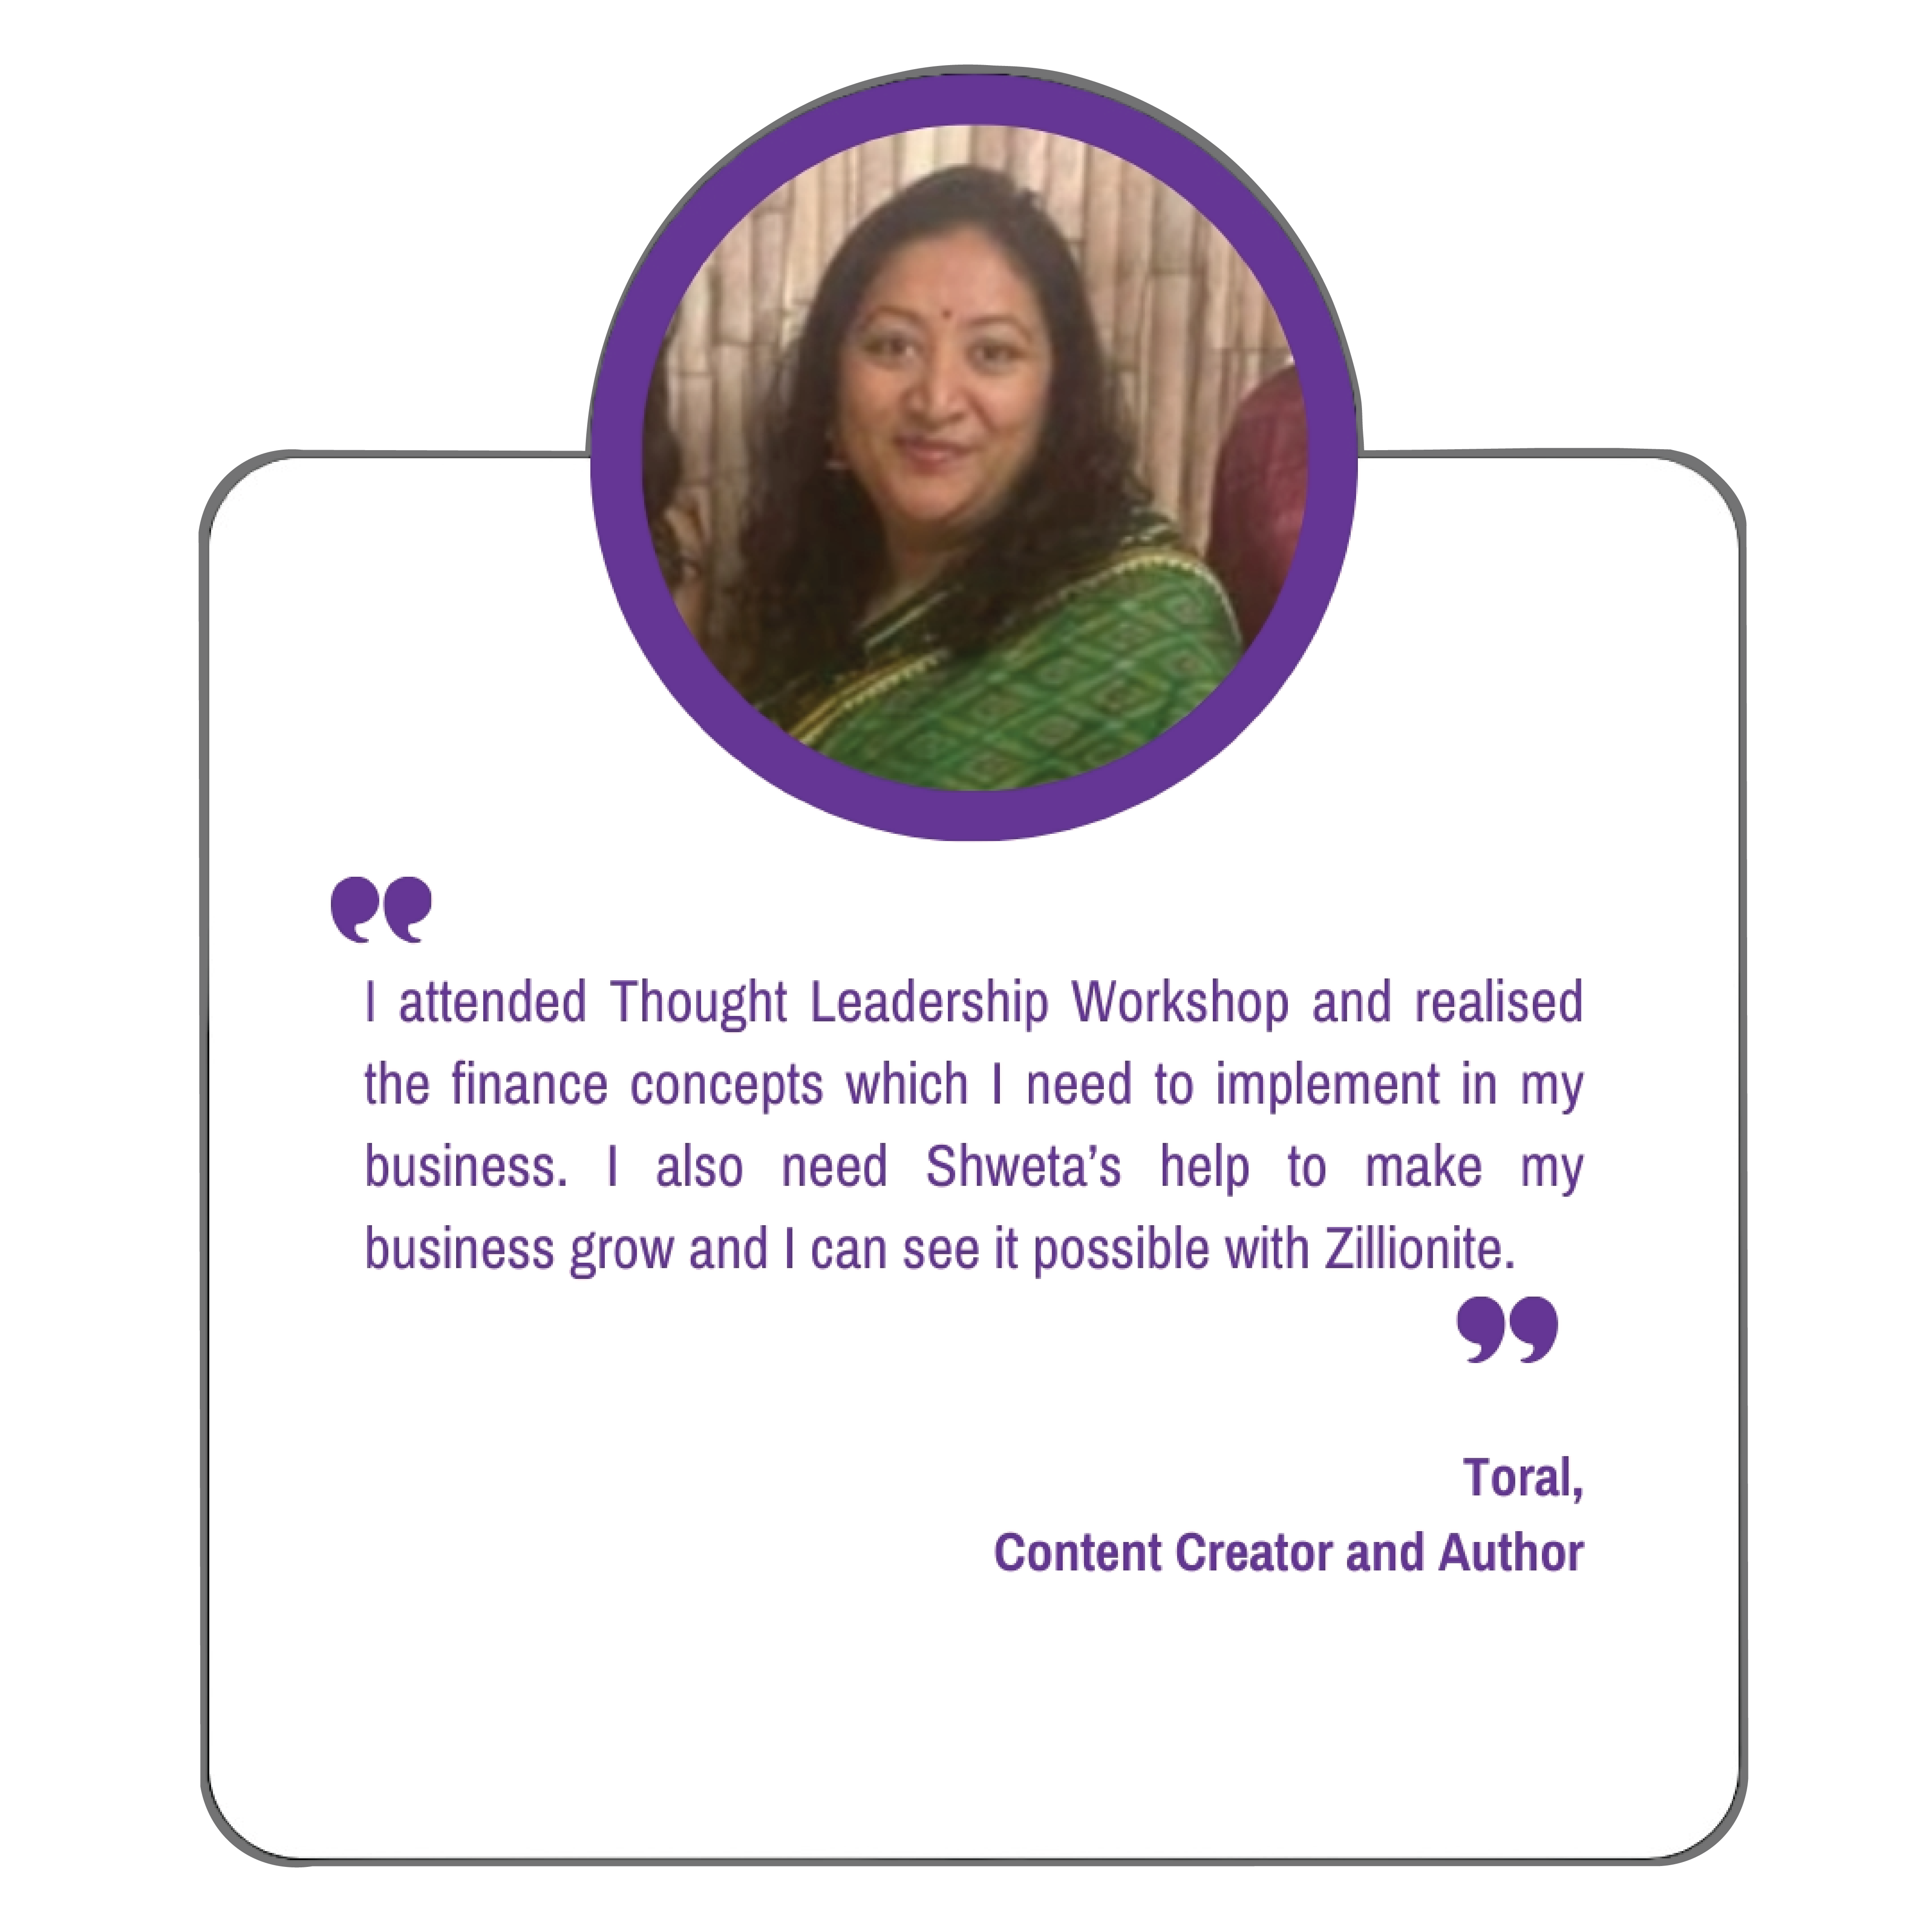 I attended Thought Leadership Workshop and realised
the finance concepts which I need to implement in my
business. I also need Shweta’s help to make my
business grow and I can see it possible with Zillionite.
Toral,
Content Creator and Author